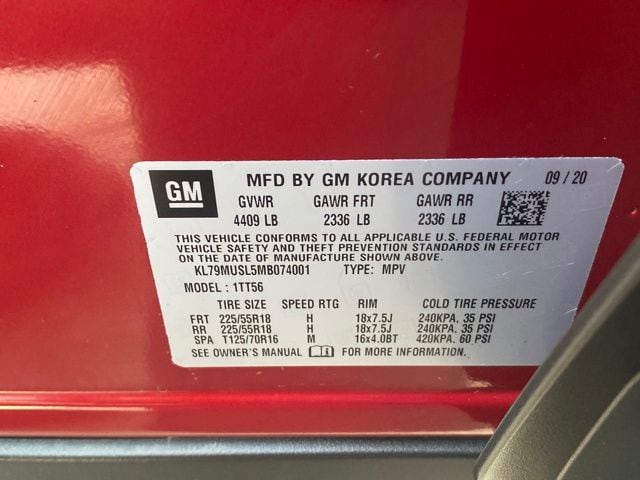 GM MFD BY GM KOREA COMPANY 09/20
GVWR GAWR FRT GAWR RR
4409 LB 2336 LB 2336 LB
THIS VEHICLE CONFORMS TO ALL APPLICABLE U.S. FEDERAL MOTOR
VEHICLE SAFETY AND THEFT PREVENTION STANDARDS IN EFFECT
ON THE DATE OF MANUFACTURE SHOWN ABOVE.
KL79MUSL5MB074001 TYPE: MPV
MODEL: 1TT56
TIRE SIZE SPEED RTG RIM COLD TIRE PRESSURE
FRT 225/55R18 H 18x7.5J 240KPA, 35 PSI
RR 225/55R18 H 18x7.5J 240KPA, 35 PSI
SPA T125/70R16 M 16x4.0BT 420KPA, 60 PSI
SEE OWNER'S MANUAL FOR MORE INFORMATION.